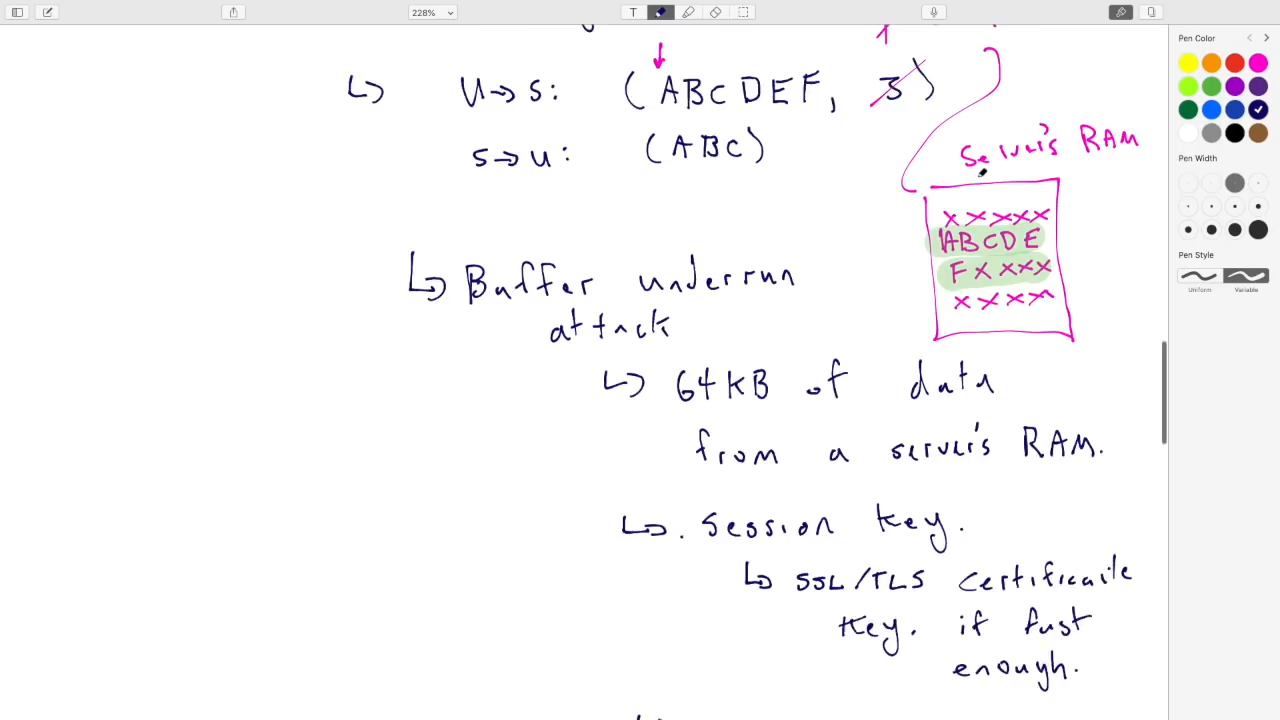 228%
T
Pen Color
U→S: (ABCDEF, 3)
S→U: (ABC)
Server's RAM
XXXXX
ABCDE
FXXXX
XXXX
Pen Width
Pen Style
Uniform Variable
↳ Buffer underrun
attack
↳ 64KB of data
from a server's RAM.
↳ . Session key.
↳ SSL/TLS certificate
key. if fast
enough.